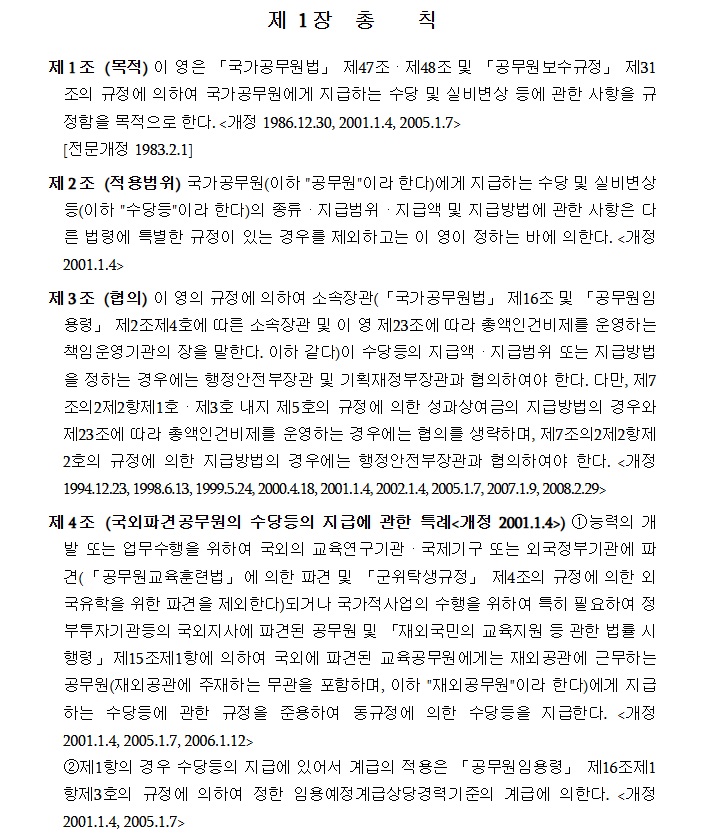 제 1장 총 칙
제1조 (목적) 이 영은 「국가공무원법」 제47조ㆍ제48조 및 「공무원보수규정」 제31
조의 규정에 의하여 국가공무원에게 지급하는 수당 및 실비변상 등에 관한 사항을 규
정함을 목적으로 한다. <개정 1986.12.30, 2001.1.4, 2005.1.7>
[전문개정 1983.2.1]
제2조 (적용범위) 국가공무원(이하 "공무원"이라 한다)에게 지급하는 수당 및 실비변상
등(이하 "수당등"이라 한다)의 종류ㆍ지급범위ㆍ지급액 및 지급방법에 관한 사항은 다
른 법령에 특별한 규정이 있는 경우를 제외하고는 이 영이 정하는 바에 의한다. <개정
2001.1.4>
제3조 (협의) 이 영의 규정에 의하여 소속장관(「국가공무원법」 제16조 및 「공무원임
용령」 제2조제4호에 따른 소속장관 및 이 영 제23조에 따라 총액인건비제를 운영하는
책임운영기관의 장을 말한다. 이하 같다)이 수당등의 지급액ㆍ지급범위 또는 지급방법
을 정하는 경우에는 행정안전부장관 및 기획재정부장관과 협의하여야 한다. 다만, 제7
조의2제2항제1호ㆍ제3호 내지 제5호의 규정에 의한 성과상여금의 지급방법의 경우와
제23조에 따라 총액인건비제를 운영하는 경우에는 협의를 생략하며, 제7조의2제2항제
2호의 규정에 의한 지급방법의 경우에는 행정안전부장관과 협의하여야 한다. <개정
1994.12.23, 1998.6.13, 1999.5.24, 2000.4.18, 2001.1.4, 2002.1.4, 2005.1.7, 2007.1.9, 2008.2.29>
제4조 (국외파견공무원의 수당등의 지급에 관한 특례<개정 2001.1.4>) ①능력의 개
발 또는 업무수행을 위하여 국외의 교육연구기관ㆍ국제기구 또는 외국정부기관에 파
견(「공무원교육훈련법」에 의한 파견 및 「군위탁생규정」 제4조의 규정에 의한 외
국유학을 위한 파견을 제외한다)되거나 국가적사업의 수행을 위하여 특히 필요하여 정
부투자기관등의 국외지사에 파견된 공무원 및 「재외국민의 교육지원 등 관한 법률 시
행령」제15조제1항에 의하여 국외에 파견된 교육공무원에게는 재외공관에 근무하는
공무원(재외공관에 주재하는 무관을 포함하며, 이하 "재외공무원"이라 한다)에게 지급
하는 수당등에 관한 규정을 준용하여 동규정에 의한 수당등을 지급한다. <개정
2001.1.4, 2005.1.7, 2006.1.12>
②제1항의 경우 수당등의 지급에 있어서 계급의 적용은 「공무원임용령」 제16조제1
항제3호의 규정에 의하여 정한 임용예정계급상당경력기준의 계급에 의한다. <개정
2001.1.4, 2005.1.7>